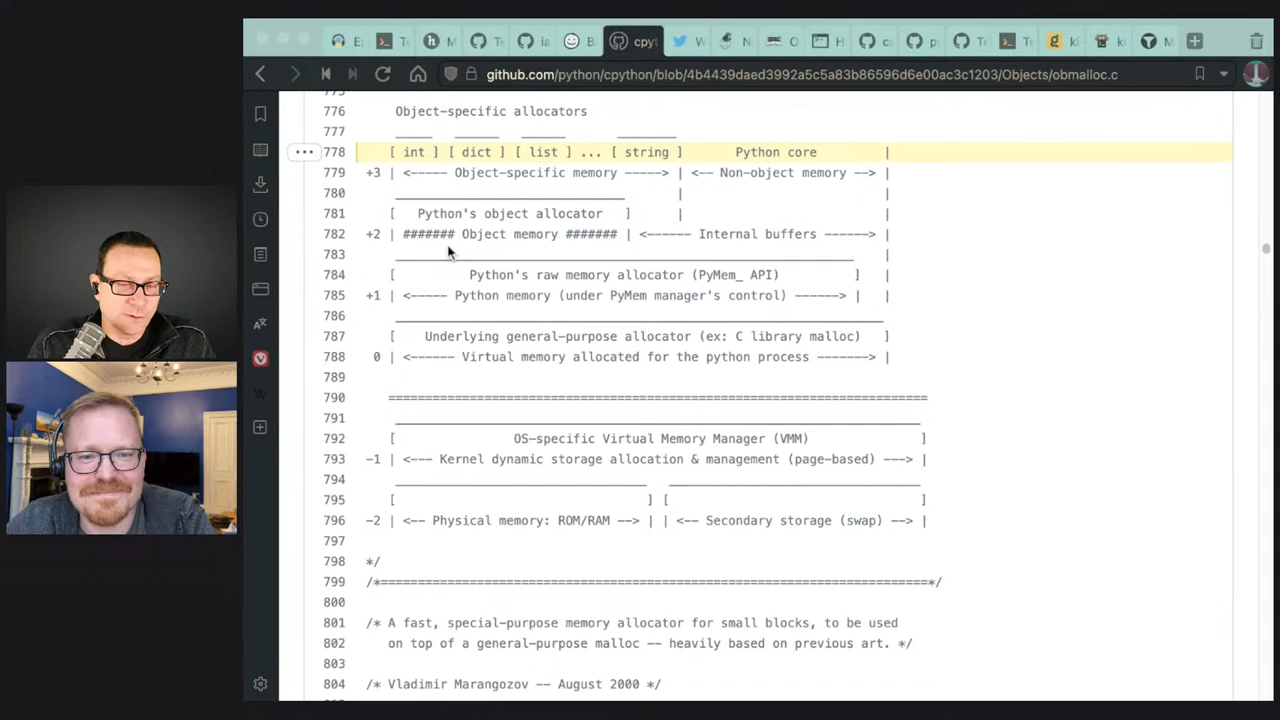 E
Te
M
T
ia
B
cpyt
W
N
O
H
c
p
Te
Te
ki
k
M
github.com/python/cpython/blob/4b4439daed3992a5c5a83b86596d6e00ac3c1203/Objects/obmalloc.c
775
776 Object-specific allocators
777 _____ ______ ______ ________
778 [ int ] [ dict ] [ list ] ... [ string ] Python core |
779 +3 | <----- Object-specific memory -----> | <-- Non-object memory --> |
780 _______________________________ | |
781 [ Python's object allocator ] | |
782 +2 | ####### Object memory ####### | <------ Internal buffers ------> |
783 ______________________________________________________________ |
784 [ Python's raw memory allocator (PyMem_ API) ] |
785 +1 | <----- Python memory (under PyMem manager's control) ------> | |
786 __________________________________________________________________
787 [ Underlying general-purpose allocator (ex: C library malloc) ]
788 0 | <------ Virtual memory allocated for the python process -------> |
789
790 =========================================================================
791 _______________________________________________________________________
792 [ OS-specific Virtual Memory Manager (VMM) ]
793 -1 | <--- Kernel dynamic storage allocation & management (page-based) ---> |
794 __________________________________ __________________________________
795 [ ] [ ]
796 -2 | <-- Physical memory: ROM/RAM --> | | <-- Secondary storage (swap) --> |
797
798 */
799 /*==========================================================================*/
800
801 /* A fast, special-purpose memory allocator for small blocks, to be used
802 on top of a general-purpose malloc -- heavily based on previous art. */
803
804 /* Vladimir Marangozov -- August 2000 */